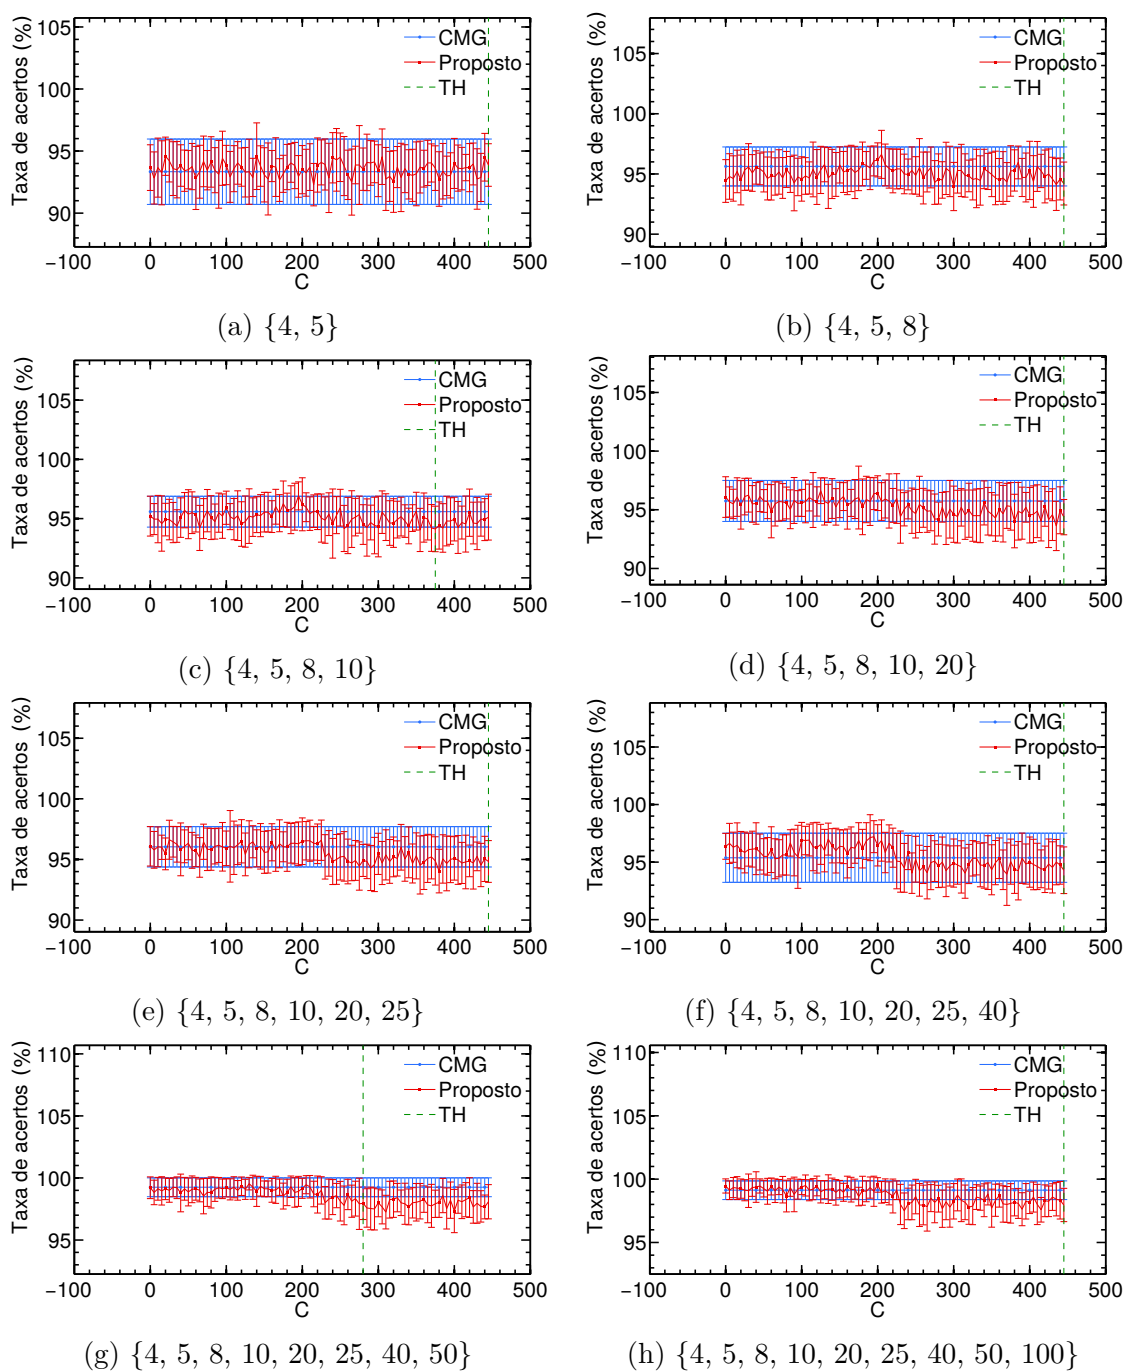 105
100
95
90
−100
0
100
200
300
400
500
Taxa de acertos (%)
C
CMG
Proposto
TH
(a) {4, 5}
105
100
95
90
−100
0
100
200
300
400
500
Taxa de acertos (%)
C
CMG
Proposto
TH
(b) {4, 5, 8}
105
100
95
90
−100
0
100
200
300
400
500
Taxa de acertos (%)
C
CMG
Proposto
TH
(c) {4, 5, 8, 10}
105
100
95
90
−100
0
100
200
300
400
500
Taxa de acertos (%)
C
CMG
Proposto
TH
(d) {4, 5, 8, 10, 20}
105
100
95
90
−100
0
100
200
300
400
500
Taxa de acertos (%)
C
CMG
Proposto
TH
(e) {4, 5, 8, 10, 20, 25}
105
100
95
90
−100
0
100
200
300
400
500
Taxa de acertos (%)
C
CMG
Proposto
TH
(f) {4, 5, 8, 10, 20, 25, 40}
110
105
100
95
−100
0
100
200
300
400
500
Taxa de acertos (%)
C
CMG
Proposto
TH
(g) {4, 5, 8, 10, 20, 25, 40, 50}
110
105
100
95
−100
0
100
200
300
400
500
Taxa de acertos (%)
C
CMG
Proposto
TH
(h) {4, 5, 8, 10, 20, 25, 40, 50, 100}